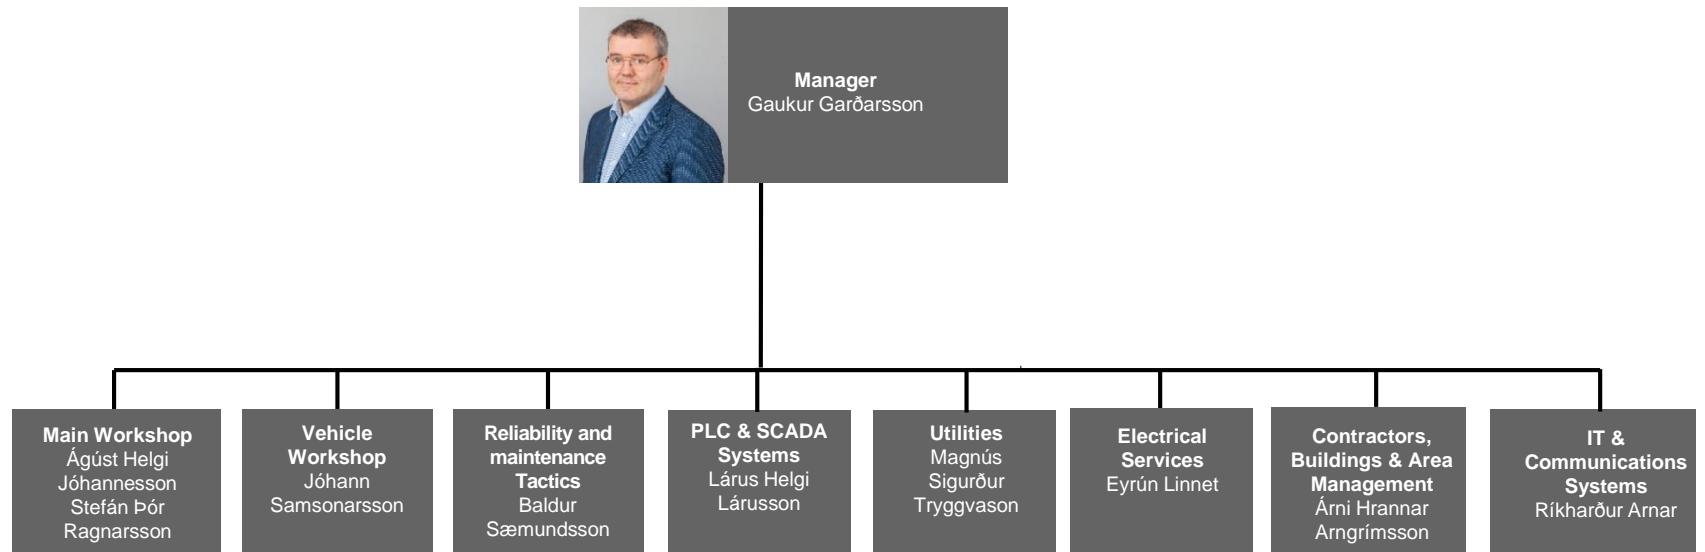 Manager
Gaukur Garðarsson
Main Workshop
Ágúst Helgi
Jóhannesson
Stefán Þór
Ragnarsson
Vehicle
Workshop
Jóhann
Samsonarsson
Reliability and
maintenance
Tactics
Baldur
Sæmundsson
PLC & SCADA
Systems
Lárus Helgi
Lárusson
Utilities
Magnús
Sigurður
Tryggvason
Electrical
Services
Eyrún Linnet
Contractors,
Buildings & Area
Management
Árni Hrannar
Arngrímsson
IT &
Communications
Systems
Ríkharður Arnar